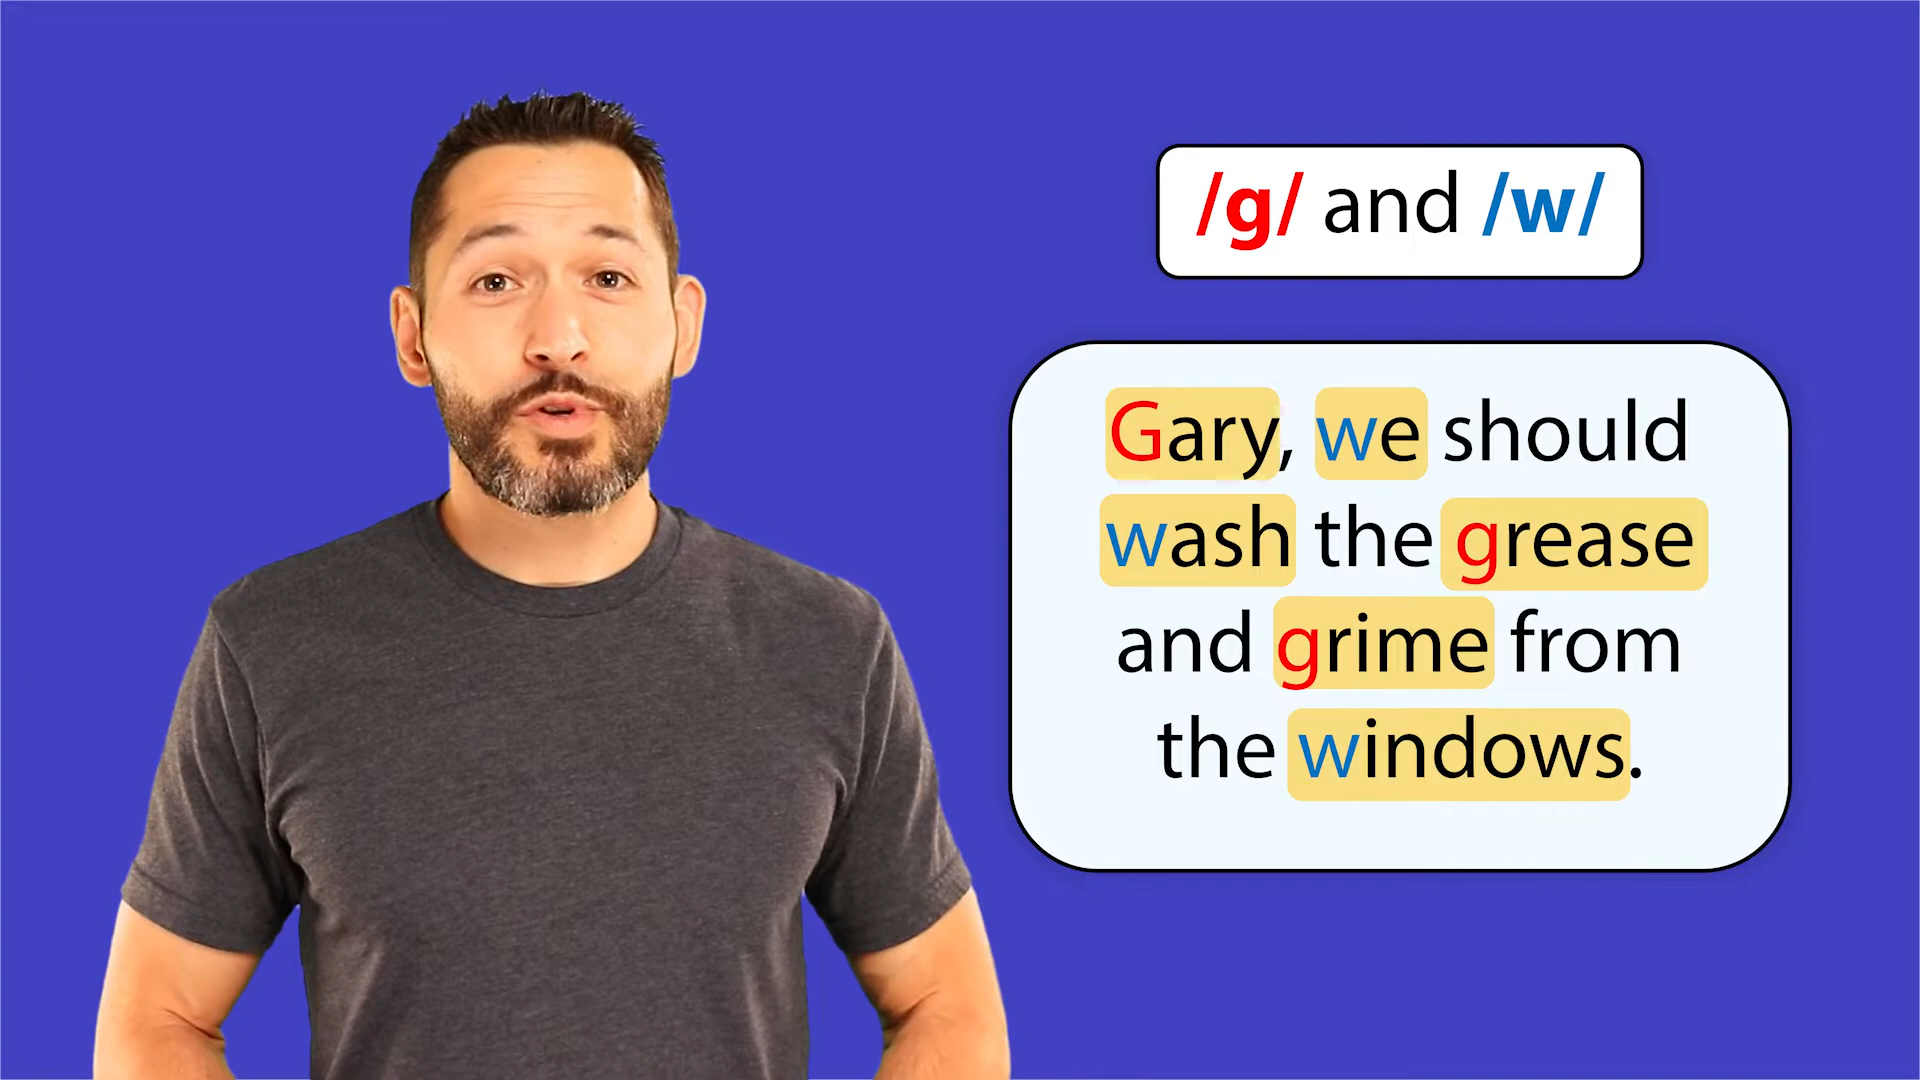 /g/ and /w/
Gary, we should
wash the grease
and grime from
the windows.